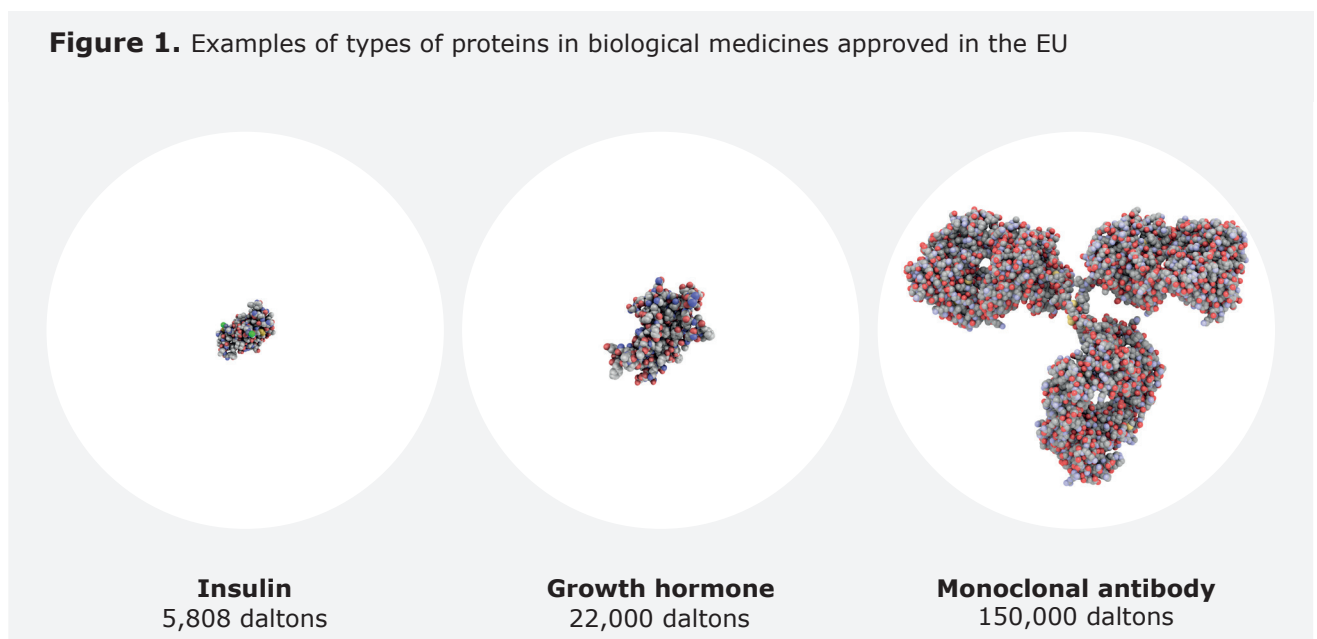 Figure 1. Examples of types of proteins in biological medicines approved in the EU
Insulin
5,808 daltons
Growth hormone
22,000 daltons
Monoclonal antibody
150,000 daltons